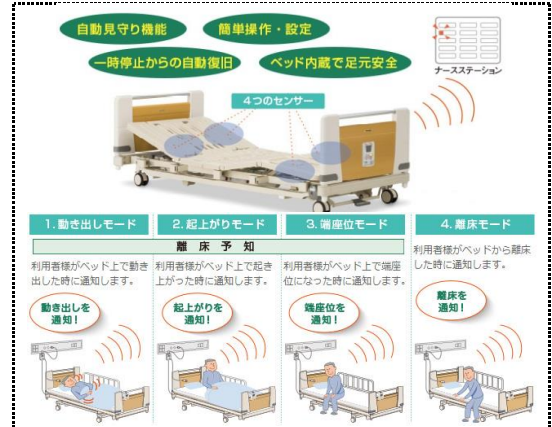 自動見守り機能
簡単操作・設定
一時停止からの自動復旧
ベッド内蔵で足元安全
ナースステーション
4つのセンサー
1. 動き出しモード
2. 起上がりモード
3. 端座位モード
4. 離床モード
離床予知
利用者様がベッド上で動き
出した時に通知します。
利用者様がベッド上で起き
上がった時に通知します。
利用者様がベッド上で端座
位になった時に通知します。
利用者様がベッドから離床
した時に通知します。
動き出しを
通知!
起上がりを
通知!
端座位を
通知!
離床を
通知!